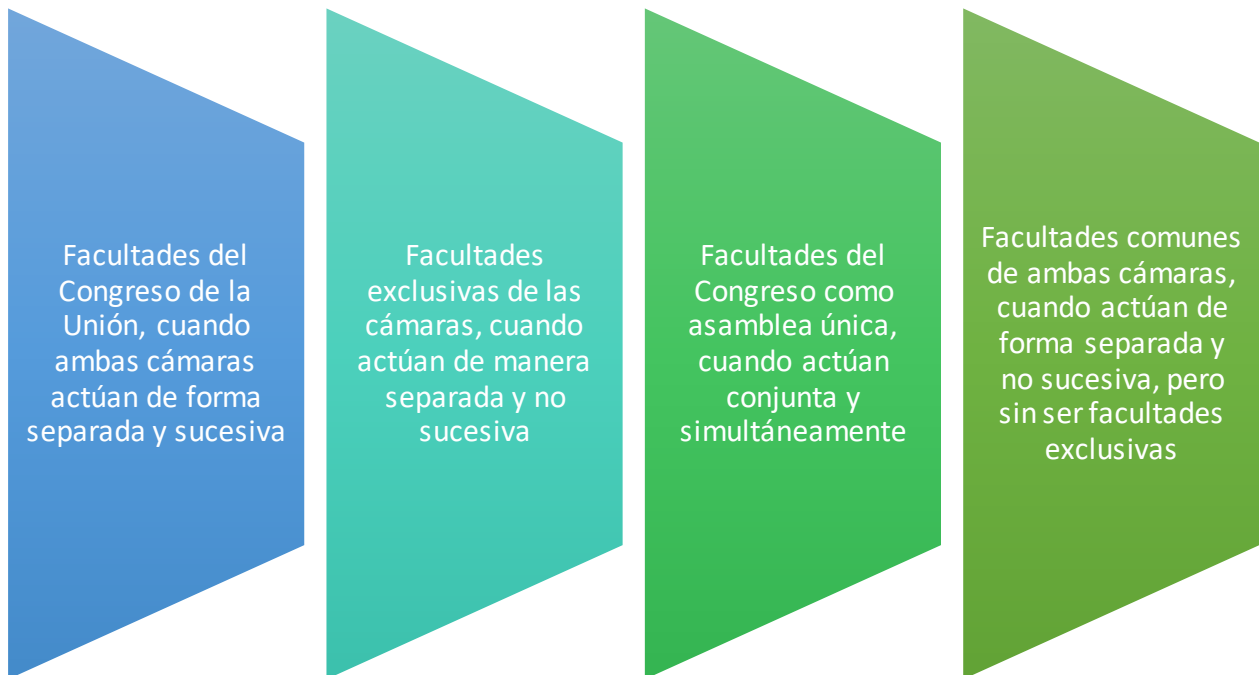 Facultades del
Congreso de la
Unión, cuando
ambas cámaras
actúan de forma
separada y sucesiva
Facultades
exclusivas de las
cámaras, cuando
actúan de manera
separada y no
sucesiva
Facultades del
Congreso como
asamblea única,
cuando actúan
conjunta y
simultáneamente
Facultades comunes
de ambas cámaras,
cuando actúan de
forma separada y
no sucesiva, pero
sin ser facultades
exclusivas